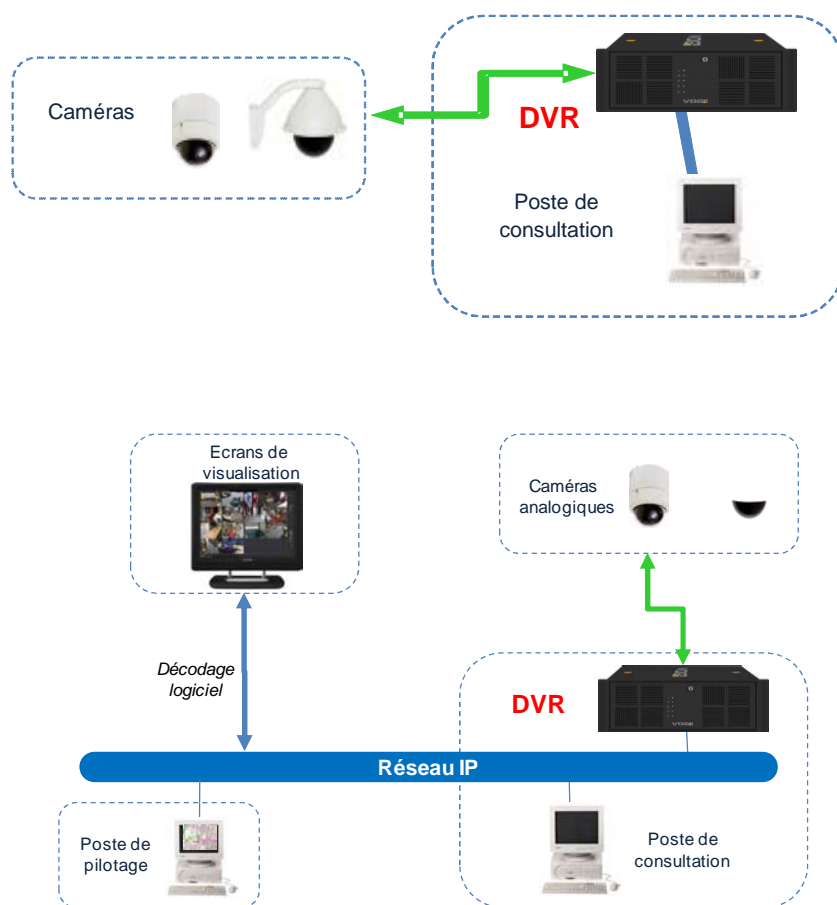 Caméras
DVR
Poste de
consultation
Ecrans de
visualisation
Caméras
analogiques
Décodage
logiciel
DVR
Réseau IP
Poste de
pilotage
Poste de
consultation